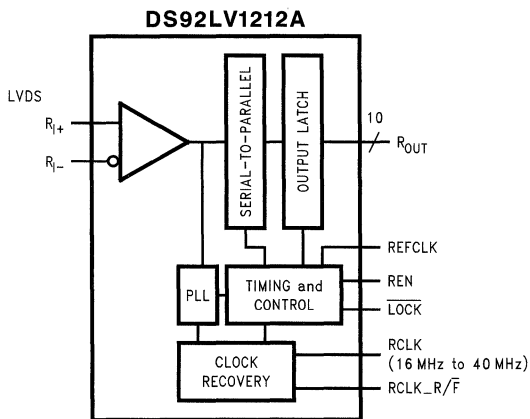 DS92LV1212A
LVDS
RI+
RI−
SERIAL-TO-PARALLEL
OUTPUT LATCH
10
ROUT
PLL
TIMING and
CONTROL
REFCLK
REN
LOCK
CLOCK
RECOVERY
RCLK
(16 MHz to 40 MHz)
RCLK_R/F